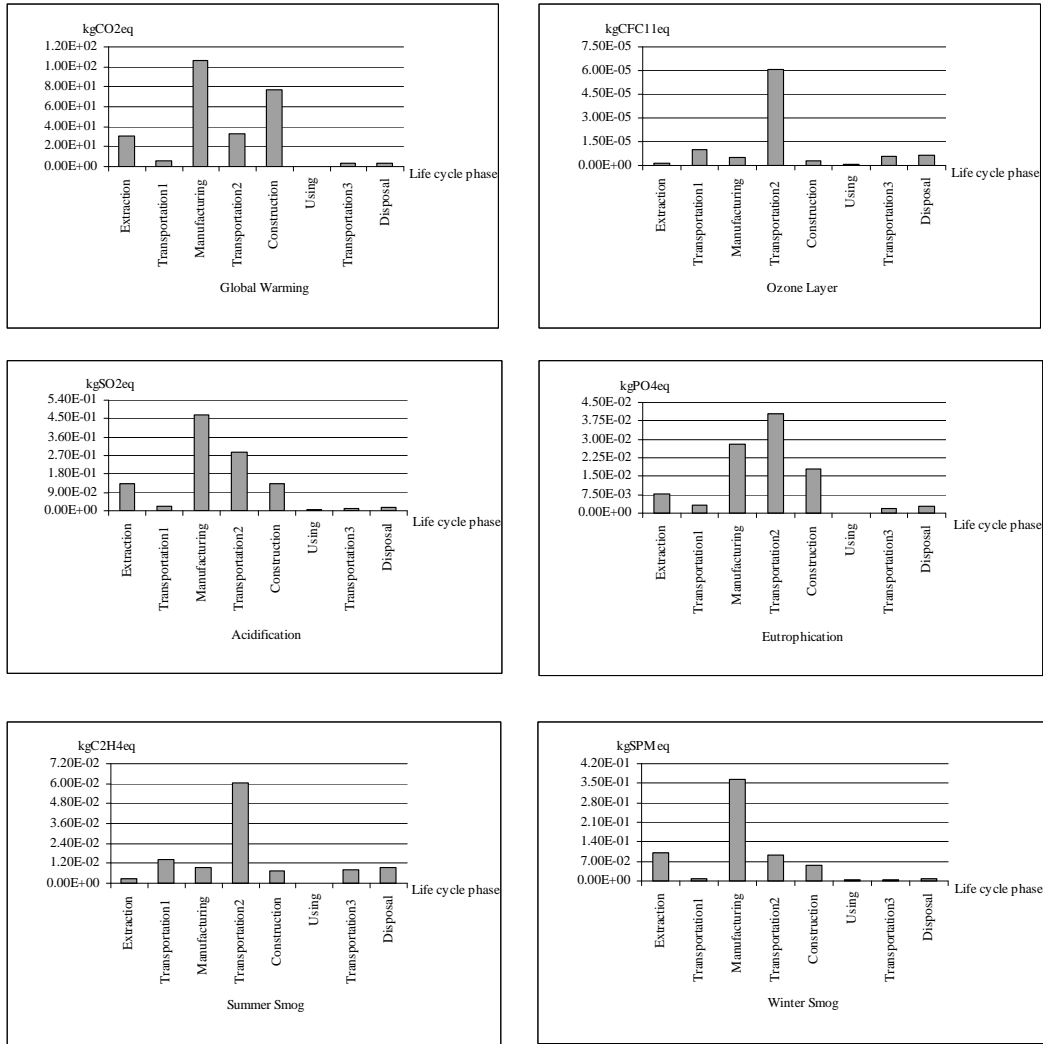 kgCO2eq
1.20E+02
1.00E+02
8.00E+01
6.00E+01
4.00E+01
2.00E+01
0.00E+00
Life cycle phase
Extraction
Transportation1
Manufacturing
Transportation2
Construction
Using
Transportation3
Disposal
Global Warming
kgCFC11eq
7.50E-05
6.00E-05
4.50E-05
3.00E-05
1.50E-05
0.00E+00
Life cycle phase
Extraction
Transportation1
Manufacturing
Transportation2
Construction
Using
Transportation3
Disposal
Ozone Layer
kgSO2eq
5.40E-01
4.50E-01
3.60E-01
2.70E-01
1.80E-01
9.00E-02
0.00E+00
Life cycle phase
Extraction
Transportation1
Manufacturing
Transportation2
Construction
Using
Transportation3
Disposal
Acidification
kgPO4eq
4.50E-02
3.75E-02
3.00E-02
2.25E-02
1.50E-02
7.50E-03
0.00E+00
Life cycle phase
Extraction
Transportation1
Manufacturing
Transportation2
Construction
Using
Transportation3
Disposal
Eutrophication
kgC2H4eq
7.20E-02
6.00E-02
4.80E-02
3.60E-02
2.40E-02
1.20E-02
0.00E+00
Life cycle phase
Extraction
Transportation1
Manufacturing
Transportation2
Construction
Using
Transportation3
Disposal
Summer Smog
kgSPMeq
4.20E-01
3.50E-01
2.80E-01
2.10E-01
1.40E-01
7.00E-02
0.00E+00
Life cycle phase
Extraction
Transportation1
Manufacturing
Transportation2
Construction
Using
Transportation3
Disposal
Winter Smog